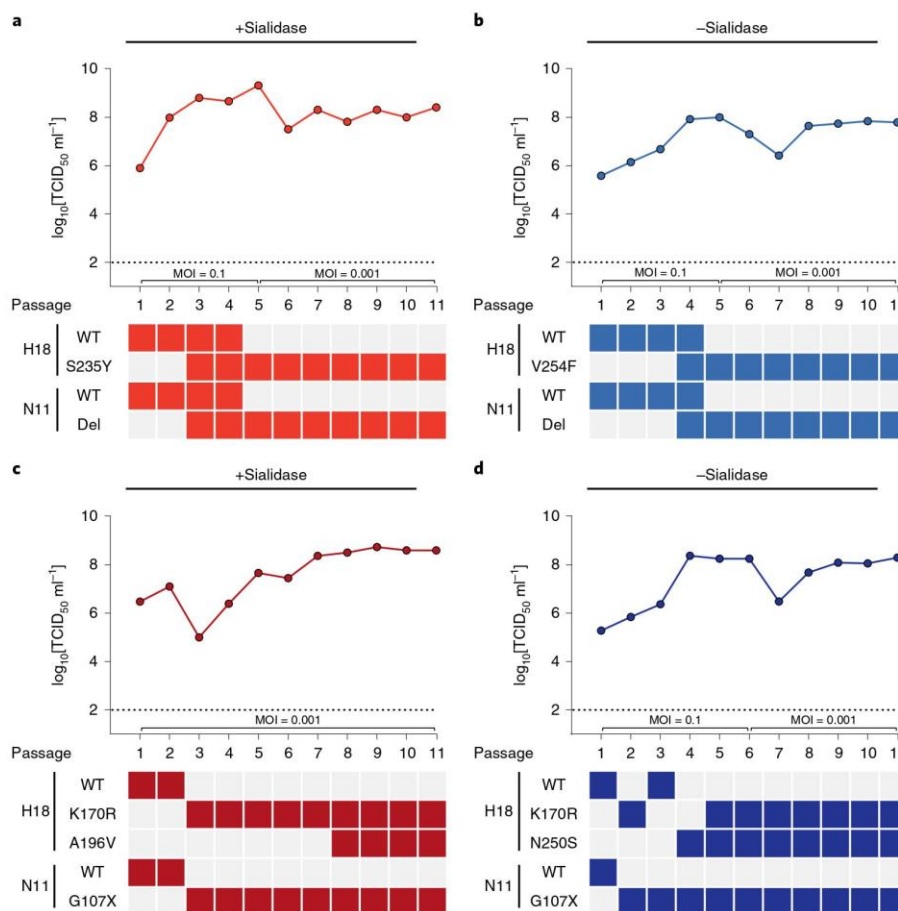 a
+Sialidase
10
8
6
4
2
log10[TCID50 ml−1]
MOI = 0.1 MOI = 0.001
Passage 1 2 3 4 5 6 7 8 9 10 11
H18 WT
S235Y
N11 WT
Del
b
–Sialidase
10
8
6
4
2
log10[TCID50 ml−1]
MOI = 0.1 MOI = 0.001
Passage 1 2 3 4 5 6 7 8 9 10 1
H18 WT
V254F
N11 WT
Del
c
+Sialidase
10
8
6
4
2
log10[TCID50 ml−1]
MOI = 0.001
Passage 1 2 3 4 5 6 7 8 9 10 11
H18 WT
K170R
A196V
N11 WT
G107X
d
–Sialidase
10
8
6
4
2
log10[TCID50 ml−1]
MOI = 0.1 MOI = 0.001
Passage 1 2 3 4 5 6 7 8 9 10 1
H18 WT
K170R
N250S
N11 WT
G107X